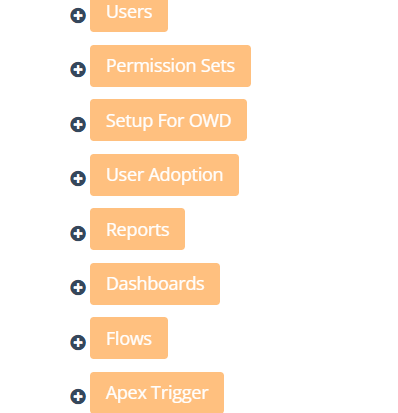 Users
Permission Sets
Setup For OWD
User Adoption
Reports
Dashboards
Flows
Apex Trigger